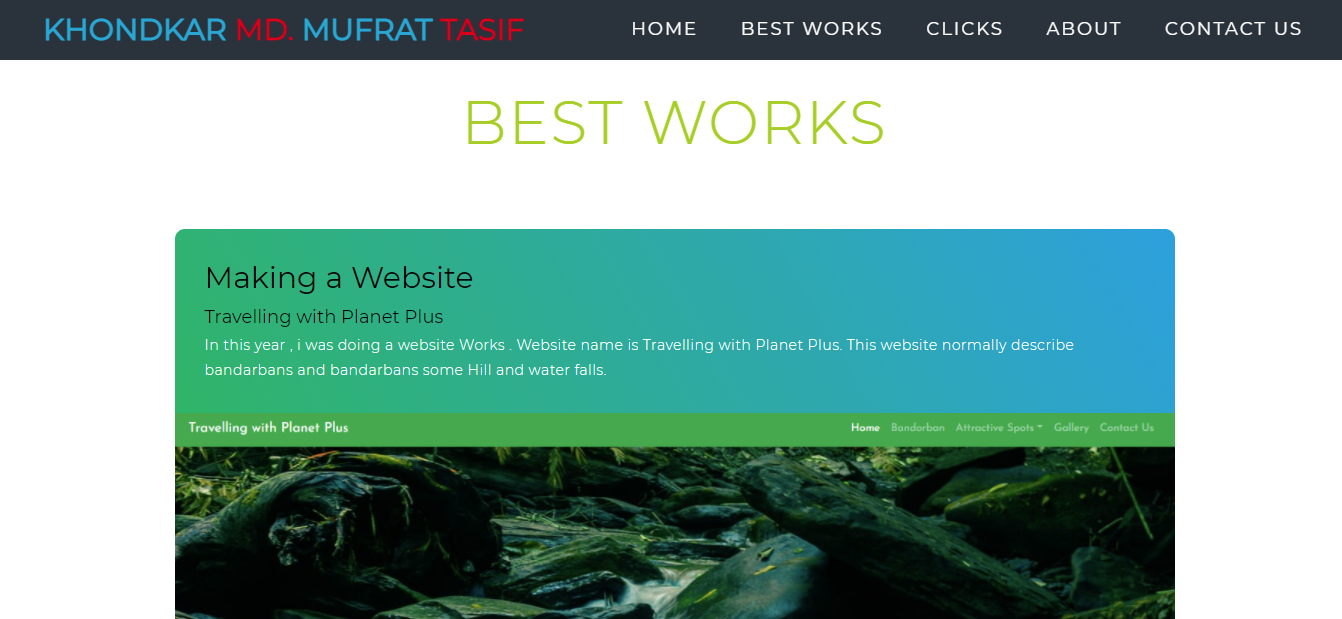 KHONDKAR MD. MUFRAT TASIF HOME BEST WORKS CLICKS ABOUT CONTACT US
BEST WORKS
Making a Website
Travelling with Planet Plus
In this year , i was doing a website Works . Website name is Travelling with Planet Plus. This website normally describe
bandarbans and bandarbans some Hill and water falls.
Travelling with Planet Plus Home Bandorban Attractive Spots Gallery Contact Us